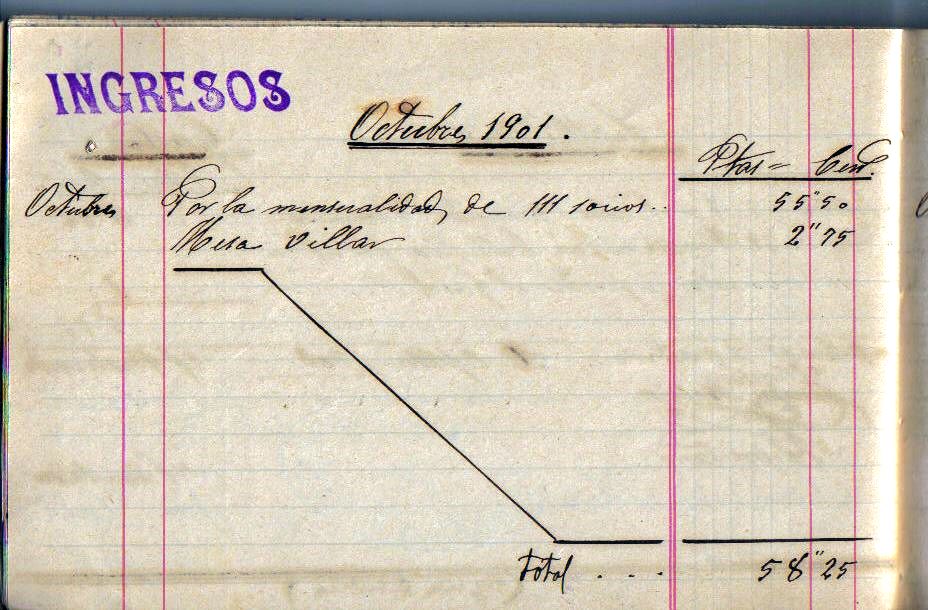 INGRESOS
Octubre 1901.
Ptas = Cent.
Octubre Por la mensualidad de 111 socios.. 55"50
Mesa Villar 2"75
Total . . . 58"25